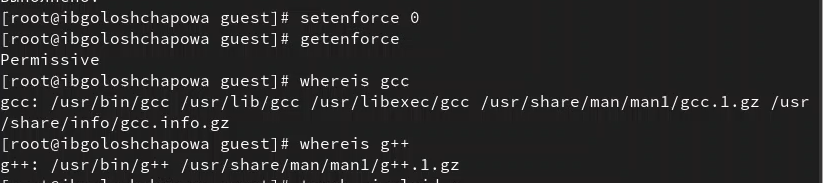 Выполнено.
[root@ibgoloshchapowa guest]# setenforce 0
[root@ibgoloshchapowa guest]# getenforce
Permissive
[root@ibgoloshchapowa guest]# whereis gcc
gcc: /usr/bin/gcc /usr/lib/gcc /usr/libexec/gcc /usr/share/man/man1/gcc.1.gz /usr
/share/info/gcc.info.gz
[root@ibgoloshchapowa guest]# whereis g++
g++: /usr/bin/g++ /usr/share/man/man1/g++.1.gz